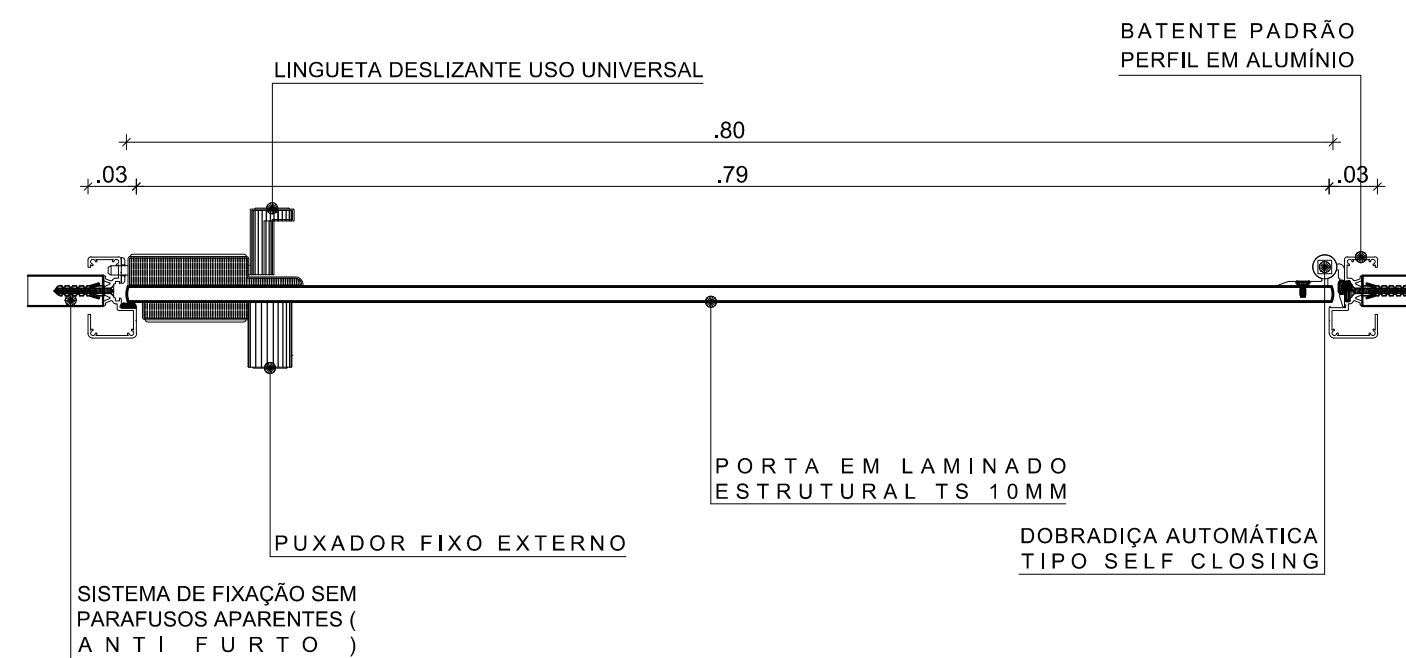 BATENTE PADRÃO
PERFIL EM ALUMÍNIO
LINGUETA DESLIZANTE USO UNIVERSAL
.80
.03
.79
.03
PORTA EM LAMINADO
ESTRUTURAL TS 10MM
PUXADOR FIXO EXTERNO
DOBRADIÇA AUTOMÁTICA
TIPO SELF CLOSING
SISTEMA DE FIXAÇÃO SEM
PARAFUSOS APARENTES (
ANTI FURTO )